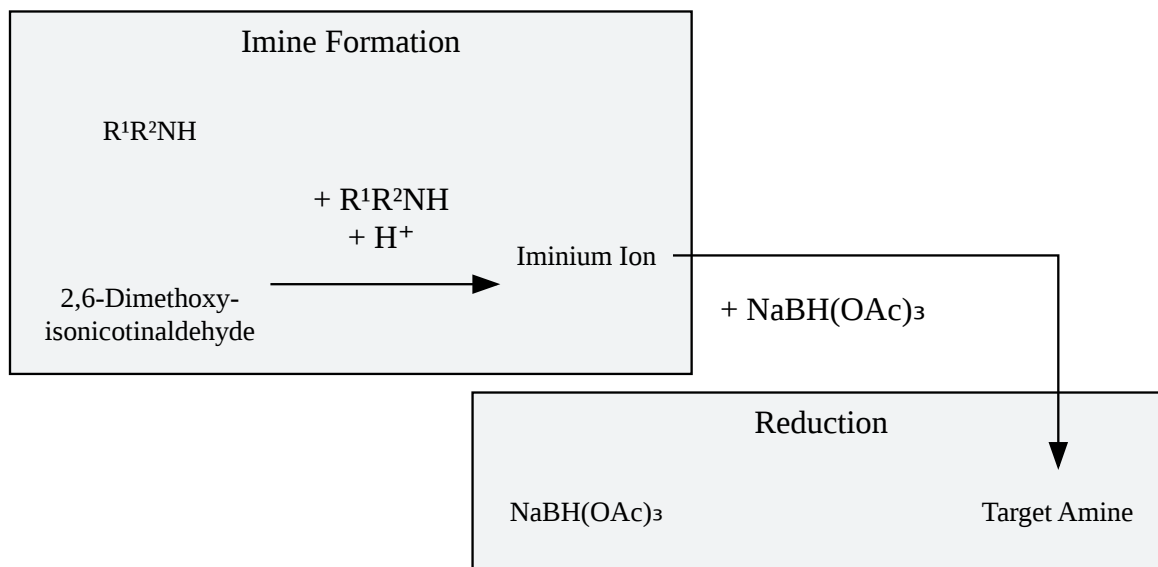 Imine Formation
R¹R²NH
+ R¹R²NH
+ H⁺
Iminium Ion
2,6-Dimethoxy-
isonicotinaldehyde
+ NaBH(OAc)₃
Reduction
NaBH(OAc)₃
Target Amine